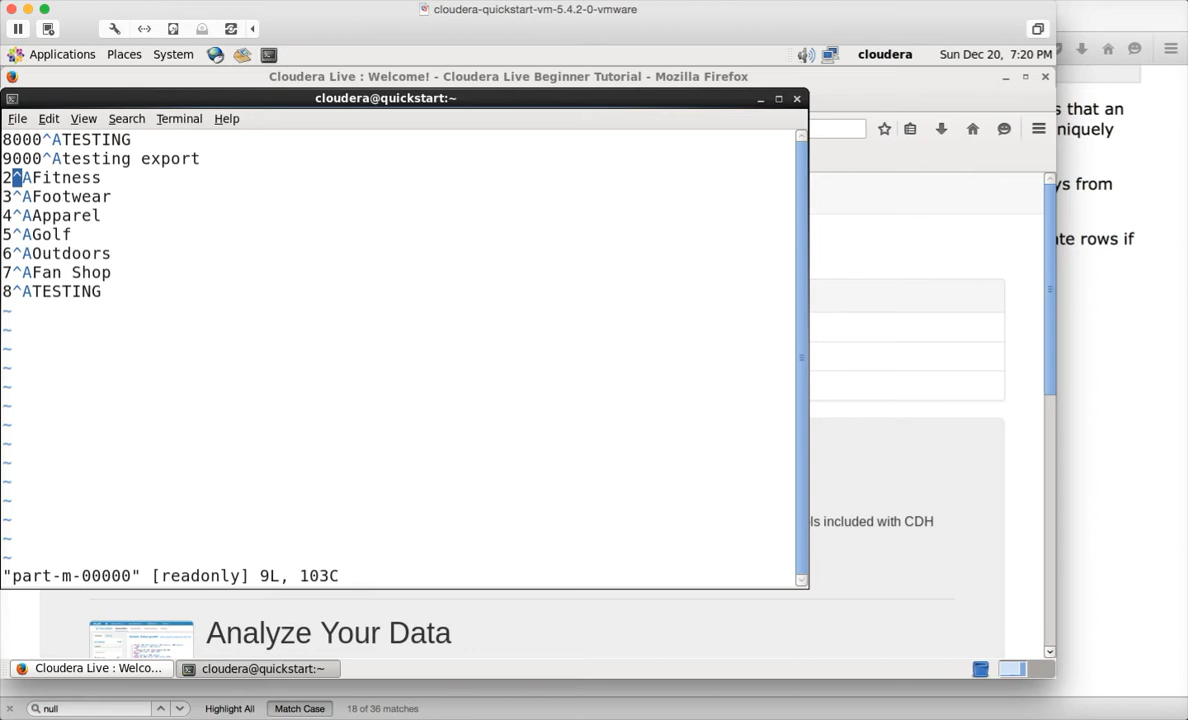 cloudera-quickstart-vm-5.4.2-0-vmware
Applications Places System
cloudera Sun Dec 20, 7:20 PM
Cloudera Live : Welcome! - Cloudera Live Beginner Tutorial - Mozilla Firefox
cloudera@quickstart:~
File Edit View Search Terminal Help
8000^ATESTING
9000^Atesting export
2^AFitness
3^AFootwear
4^AApparel
5^AGolf
6^AOutdoors
7^AFan Shop
8^ATESTING
~
~
~
~
~
~
~
~
~
~
~
~
~
~
"part-m-00000" [readonly] 9L, 103C
s that an
niquely
ys from
te rows if
ls included with CDH
Analyze Your Data
Cloudera Live : Welco...
cloudera@quickstart:~
null
Highlight All
Match Case
18 of 36 matches